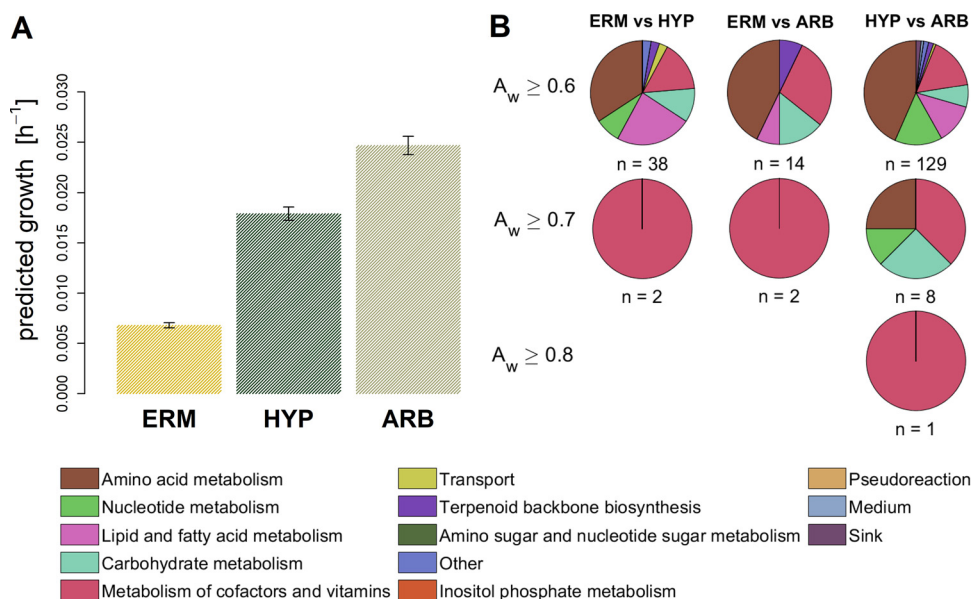 A
predicted growth [h⁻¹]
0.030
0.025
0.020
0.015
0.010
0.005
0.000
ERM HYP ARB
B
ERM vs HYP ERM vs ARB HYP vs ARB
A_w ≥ 0.6
n = 38 n = 14 n = 129
A_w ≥ 0.7
n = 2 n = 2 n = 8
A_w ≥ 0.8
n = 1
Amino acid metabolism
Nucleotide metabolism
Lipid and fatty acid metabolism
Carbohydrate metabolism
Metabolism of cofactors and vitamins
Transport
Terpenoid backbone biosynthesis
Amino sugar and nucleotide sugar metabolism
Other
Inositol phosphate metabolism
Pseudoreaction
Medium
Sink